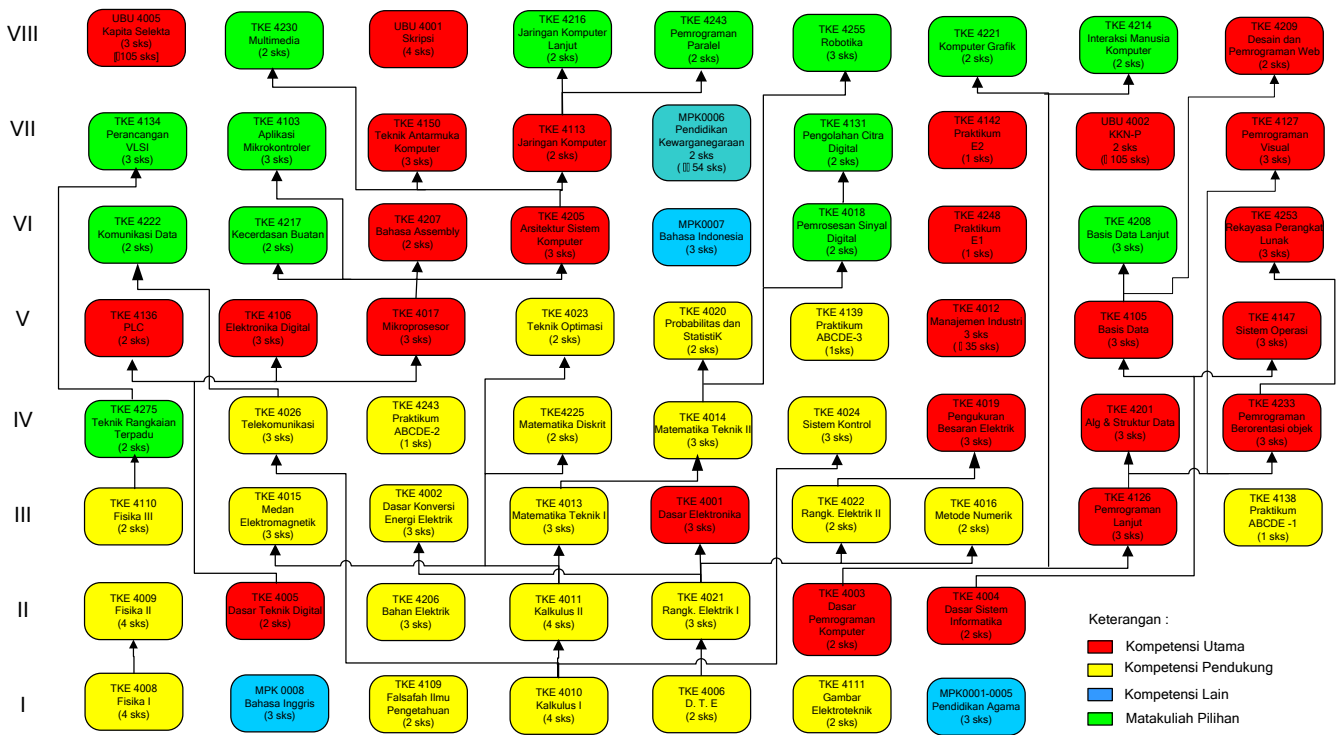 VIII
UBU 4005
Kapita Selekta
(3 sks)
105 sks)
TKE 4230
Multimedia
(2 sks)
UBU 4001
Skripsi
(4 sks)
TKE 4216
Jaringan Komputer
Lanjut
(2 sks)
TKE 4243
Pemrograman
Paralel
(2 sks)
TKE 4255
Robotika
(3 sks)
TKE 4221
Komputer Grafik
(2 sks)
TKE 4214
Interaksi Manusia
Komputer
(2 sks)
TKE 4209
Desain dan
Pemrograman Web
(2 sks)
VII
TKE 4134
Perancangan
VLSI
(3 sks)
TKE 4103
Aplikasi
Mikrokontroler
(3 sks)
TKE 4150
Teknik Antarmuka
Komputer
(3 sks)
TKE 4113
Jaringan Komputer
(2 sks)
MPK0006
Pendidikan
Kewarganegaraan
2 sks
( 54 sks)
TKE 4131
Pengolahan Citra
Digital
(2 sks)
TKE 4142
Praktikum
E2
(1 sks)
UBU 4002
KKN-P
2 sks
( 105 sks)
TKE 4127
Pemrograman
Visual
(3 sks)
VI
TKE 4222
Komunikasi Data
(2 sks)
TKE 4217
Kecerdasan Buatan
(2 sks)
TKE 4207
Bahasa Assembly
(2 sks)
TKE 4205
Arsitektur Sistem
Komputer
(3 sks)
MPK0007
Bahasa Indonesia
(3 sks)
TKE 4018
Pemrosesan Sinyal
Digital
(2 sks)
TKE 4248
Praktikum
E1
(1 sks)
TKE 4208
Basis Data Lanjut
(3 sks)
TKE 4253
Rekayasa Perangkat
Lunak
(3 sks)
V
TKE 4136
PLC
(2 sks)
TKE 4106
Elektronika Digital
(3 sks)
TKE 4017
Mikroprosesor
(3 sks)
TKE 4023
Teknik Optimasi
(2 sks)
TKE 4020
Probabilitas dan
StatistiK
(2 sks)
TKE 4139
Praktikum
ABCDE-3
(1sks)
TKE 4012
Manajemen Industri
3 sks
( 35 sks)
TKE 4105
Basis Data
(3 sks)
TKE 4147
Sistem Operasi
(3 sks)
IV
TKE 4275
Teknik Rangkaian
Terpadu
(2 sks)
TKE 4026
Telekomunikasi
(3 sks)
TKE 4243
Praktikum
ABCDE-2
(1 sks)
TKE4225
Matematika Diskrit
(2 sks)
TKE 4014
Matematika Teknik II
(3 sks)
TKE 4024
Sistem Kontrol
(3 sks)
TKE 4019
Pengukuran
Besaran Elektrik
(3 sks)
TKE 4201
Alg & Struktur Data
(3 sks)
TKE 4233
Pemrograman
Berorentasi objek
(3 sks)
III
TKE 4110
Fisika III
(2 sks)
TKE 4015
Medan
Elektromagnetik
(3 sks)
TKE 4002
Dasar Konversi
Energi Elektrik
(3 sks)
TKE 4013
Matematika Teknik I
(3 sks)
TKE 4001
Dasar Elektronika
(3 sks)
TKE 4022
Rangk. Elektrik II
(2 sks)
TKE 4016
Metode Numerik
(2 sks)
TKE 4126
Pemrograman
Lanjut
(3 sks)
TKE 4138
Praktikum
ABCDE -1
(1 sks)
II
TKE 4009
Fisika II
(4 sks)
TKE 4005
Dasar Teknik Digital
(2 sks)
TKE 4206
Bahan Elektrik
(3 sks)
TKE 4011
Kalkulus II
(4 sks)
TKE 4021
Rangk. Elektrik I
(3 sks)
TKE 4003
Dasar
Pemrograman
Komputer
(2 sks)
TKE 4004
Dasar Sistem
Informatika
(2 sks)
I
TKE 4008
Fisika I
(4 sks)
MPK 0008
Bahasa Inggris
(3 sks)
TKE 4109
Falsafah Ilmu
Pengetahuan
(2 sks)
TKE 4010
Kalkulus I
(4 sks)
TKE 4006
D. T. E
(2 sks)
TKE 4111
Gambar
Elektroteknik
(2 sks)
MPK0001-0005
Pendidikan Agama
(3 sks)
Keterangan :
Kompetensi Utama
Kompetensi Pendukung
Kompetensi Lain
Matakuliah Pilihan